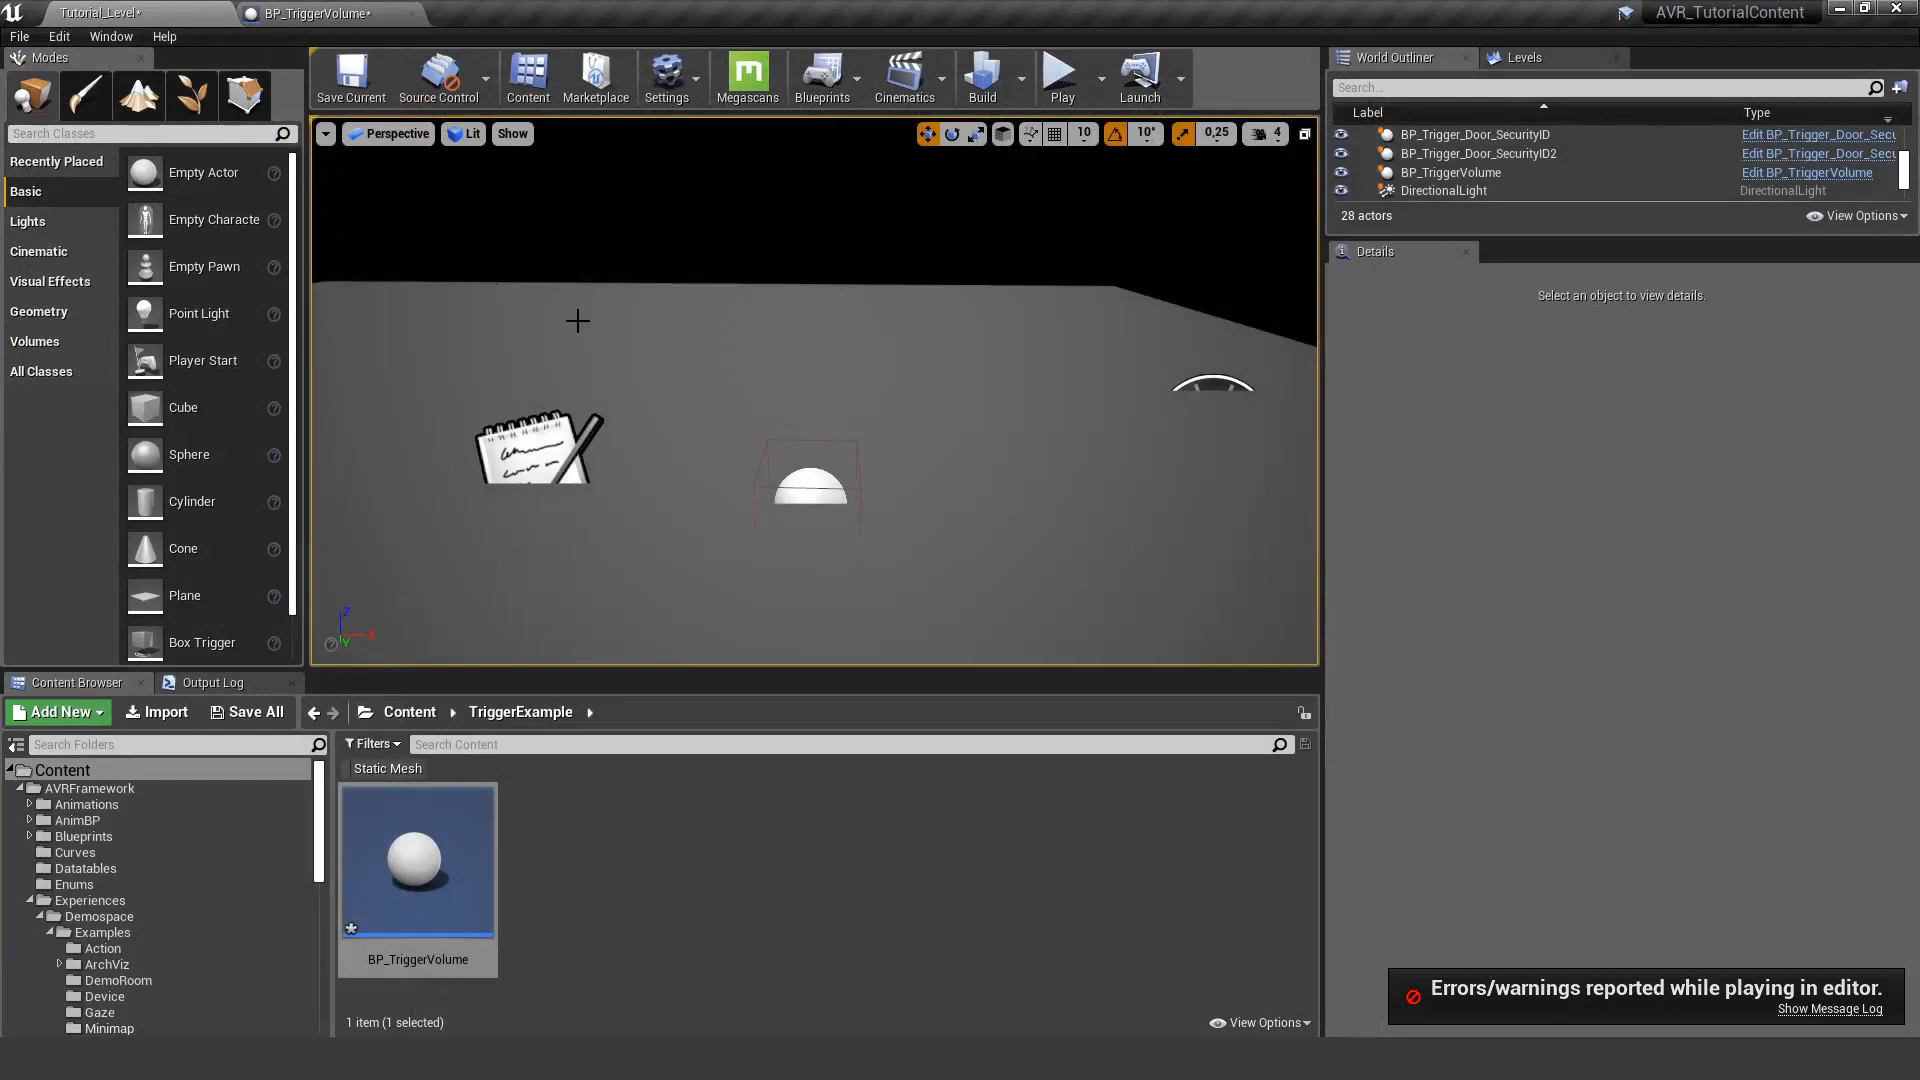 Tutorial_Level*
BP_TriggerVolume*
AVR_TutorialContent
File Edit Window Help
Modes
Search Classes
Recently Placed
Basic
Lights
Cinematic
Visual Effects
Geometry
Volumes
All Classes
Empty Actor
Empty Characte
Empty Pawn
Point Light
Player Start
Cube
Sphere
Cylinder
Cone
Plane
Box Trigger
Save Current
Source Control
Content
Marketplace
Settings
Megascans
Blueprints
Cinematics
Build
Play
Launch
Perspective
Lit
Show
10
10°
0,25
4
Z
X
Y
World Outliner
Levels
Search...
Label Type
BP_Trigger_Door_SecurityID Edit BP_Trigger_Door_Secu
BP_Trigger_Door_SecurityID2 Edit BP_Trigger_Door_Secu
BP_TriggerVolume Edit BP_TriggerVolume
DirectionalLight DirectionalLight
28 actors
View Options
Details
Select an object to view details.
Content Browser
Output Log
Add New
Import
Save All
Content
TriggerExample
Search Folders
Filters
Search Content
Static Mesh
Content
AVRFramework
Animations
AnimBP
Blueprints
Curves
Datatables
Enums
Experiences
Demospace
Examples
Action
ArchViz
DemoRoom
Device
Gaze
Minimap
BP_TriggerVolume
1 item (1 selected)
View Options
Errors/warnings reported while playing in editor.
Show Message Log